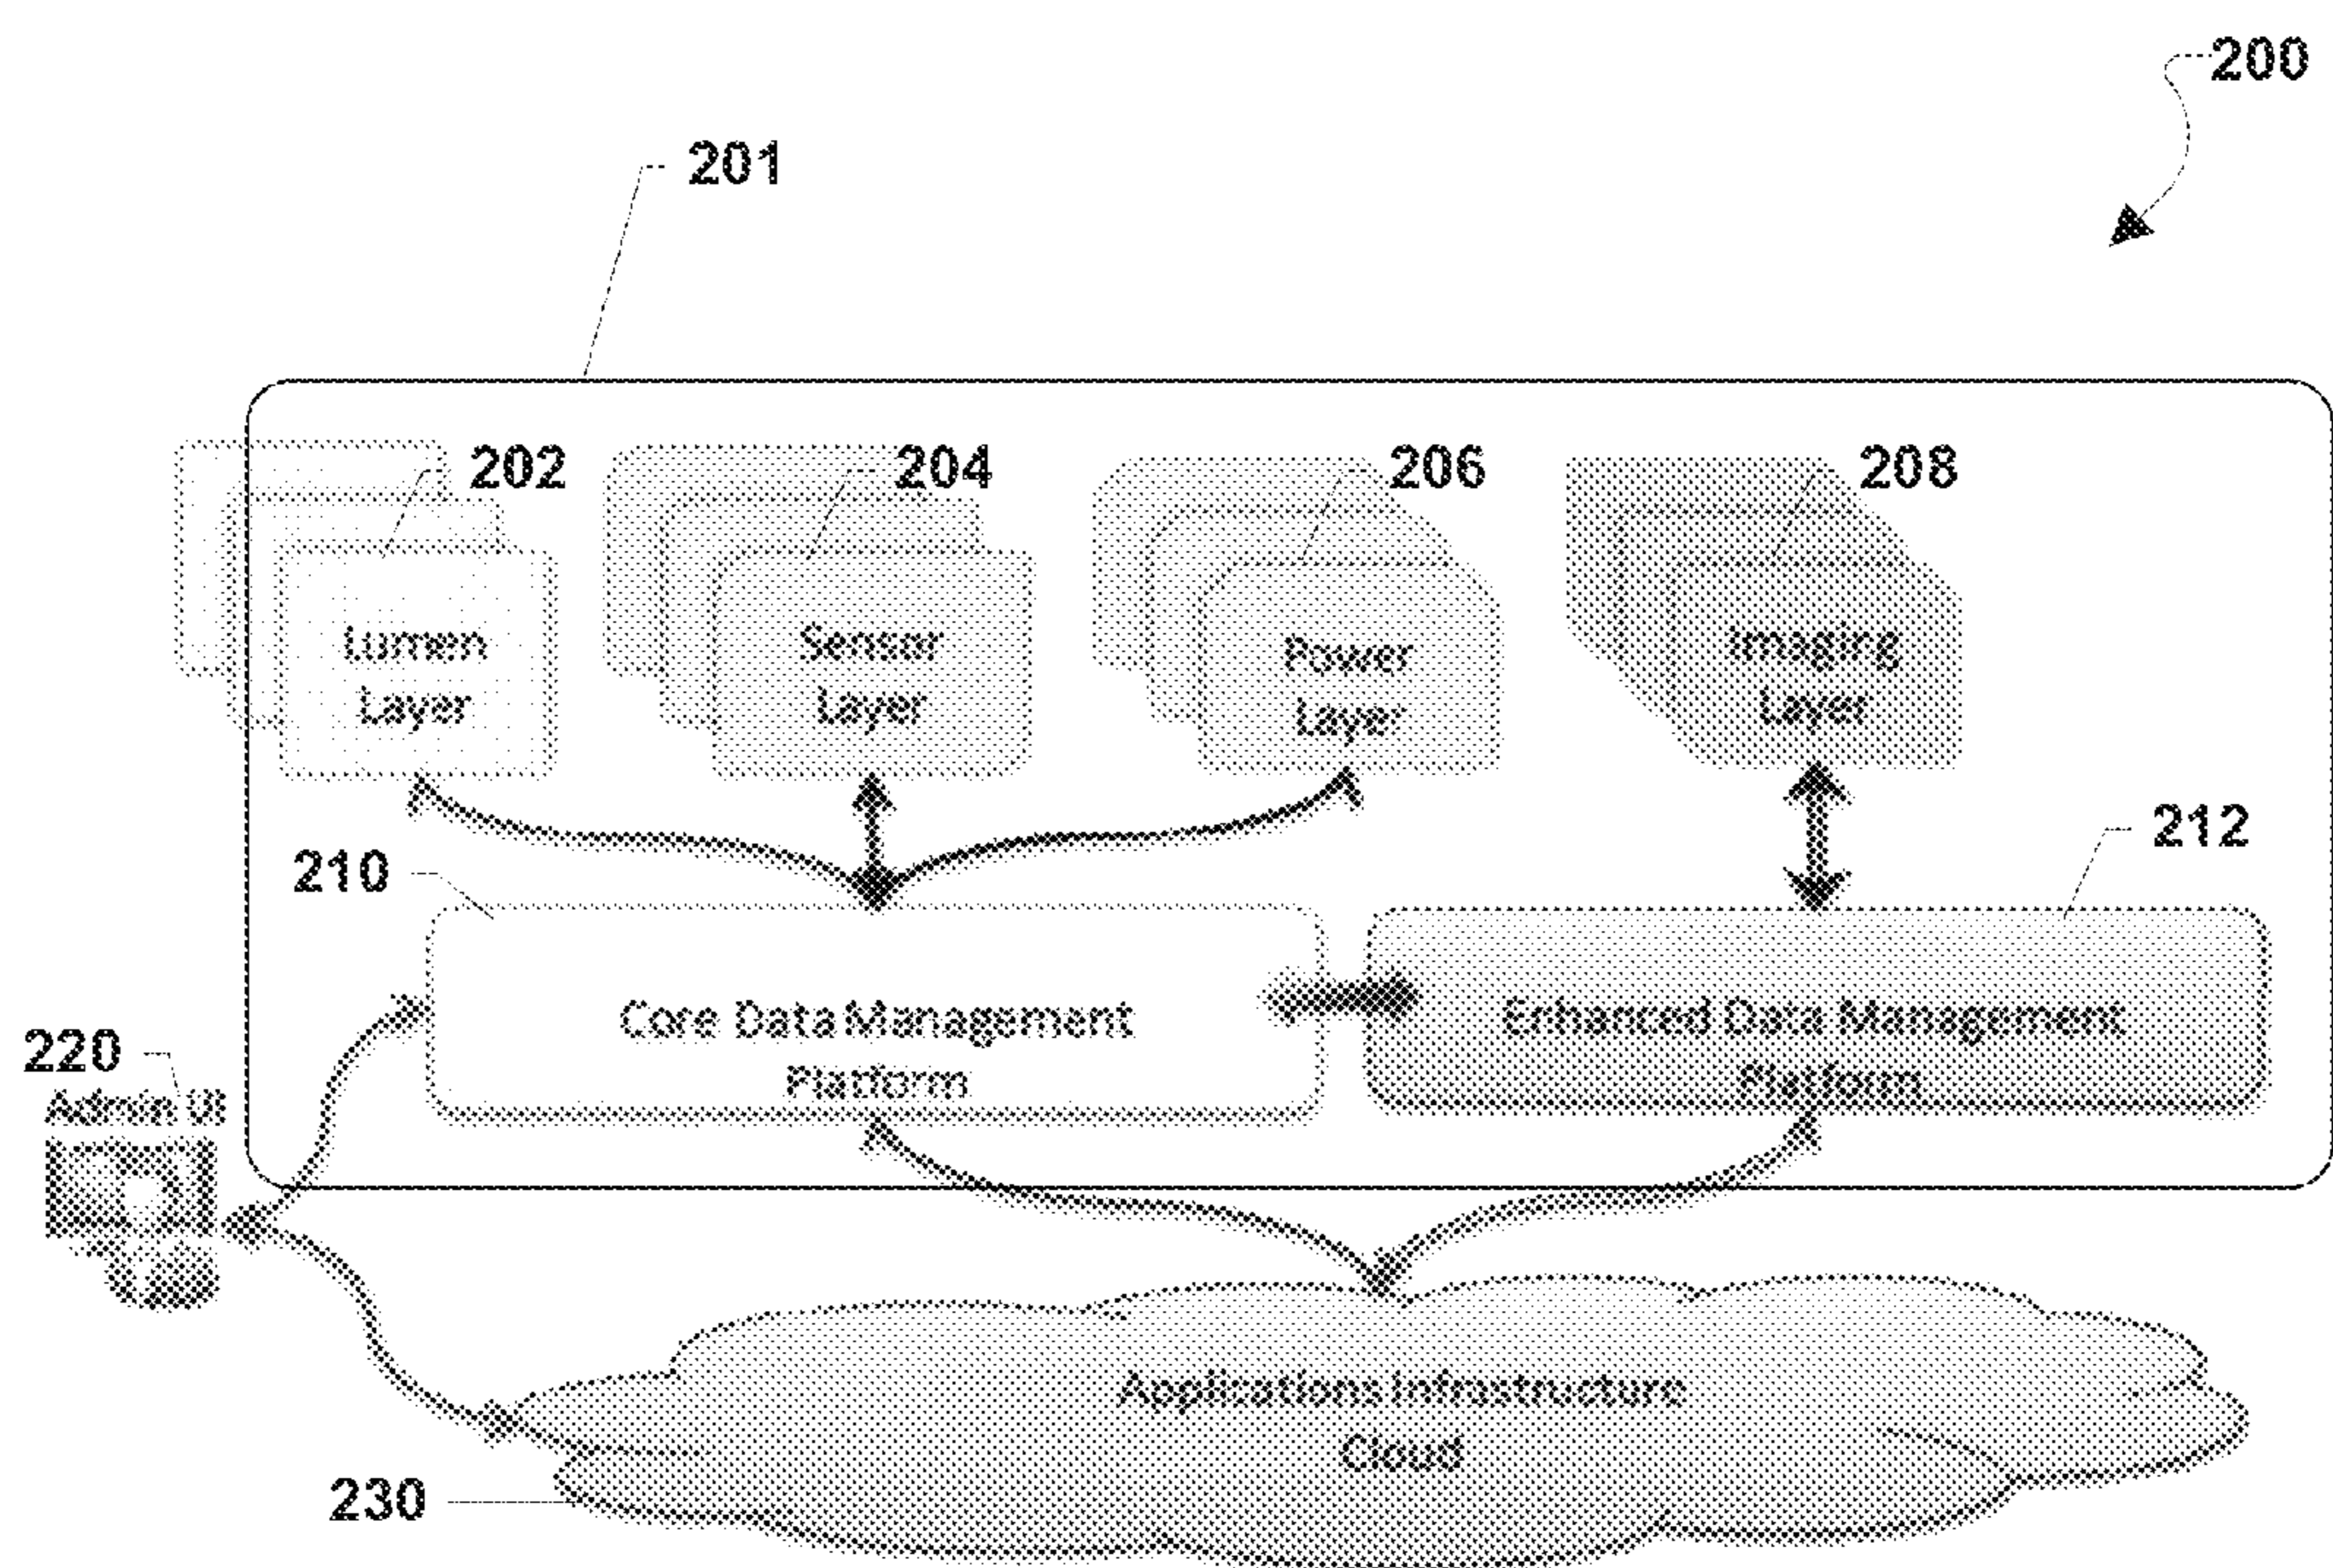 200
201
202
204
206
208
Lumen
Layer
Sensor
Layer
Power
Layer
Imaging
Layer
210
212
Core Data Management
Platform
Enhanced Data Management
Platform
220
Admin UI
Applications Infrastructure
Cloud
230